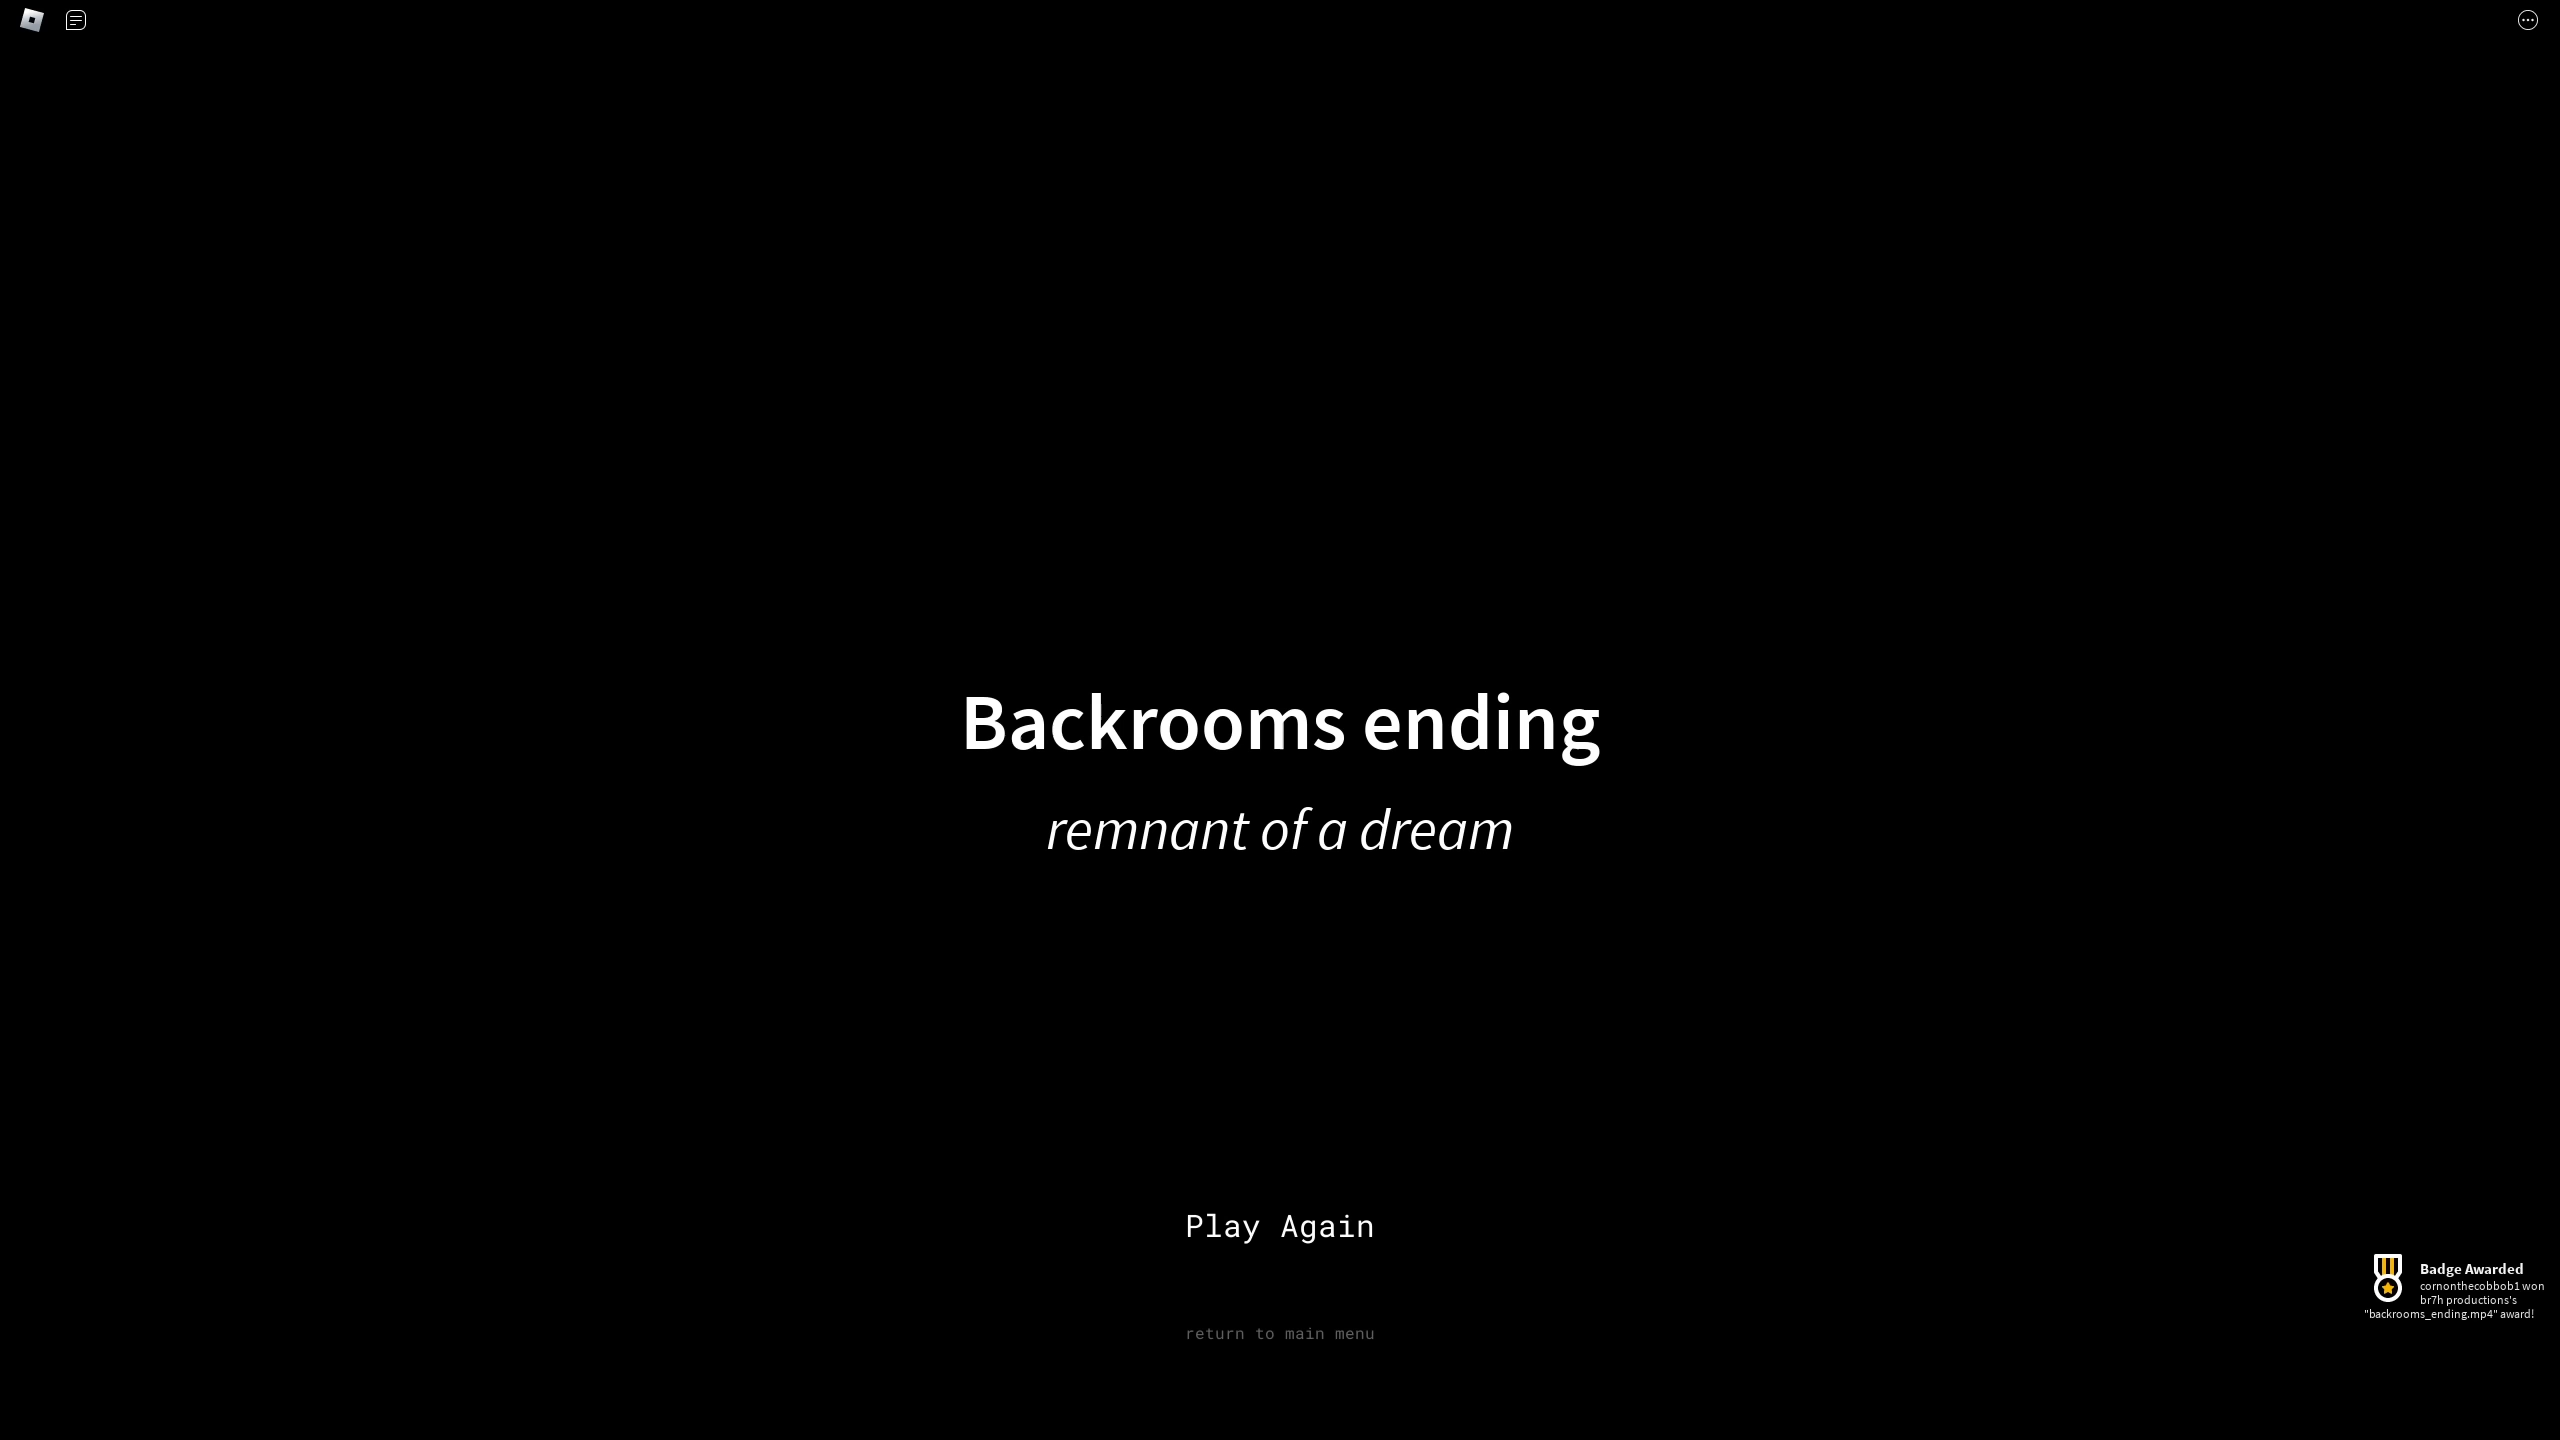 Backrooms ending
remnant of a dream
Play Again
return to main menu
Badge Awarded
cornonthecobbob1 won
br7h productions's
"backrooms_ending.mp4" award!